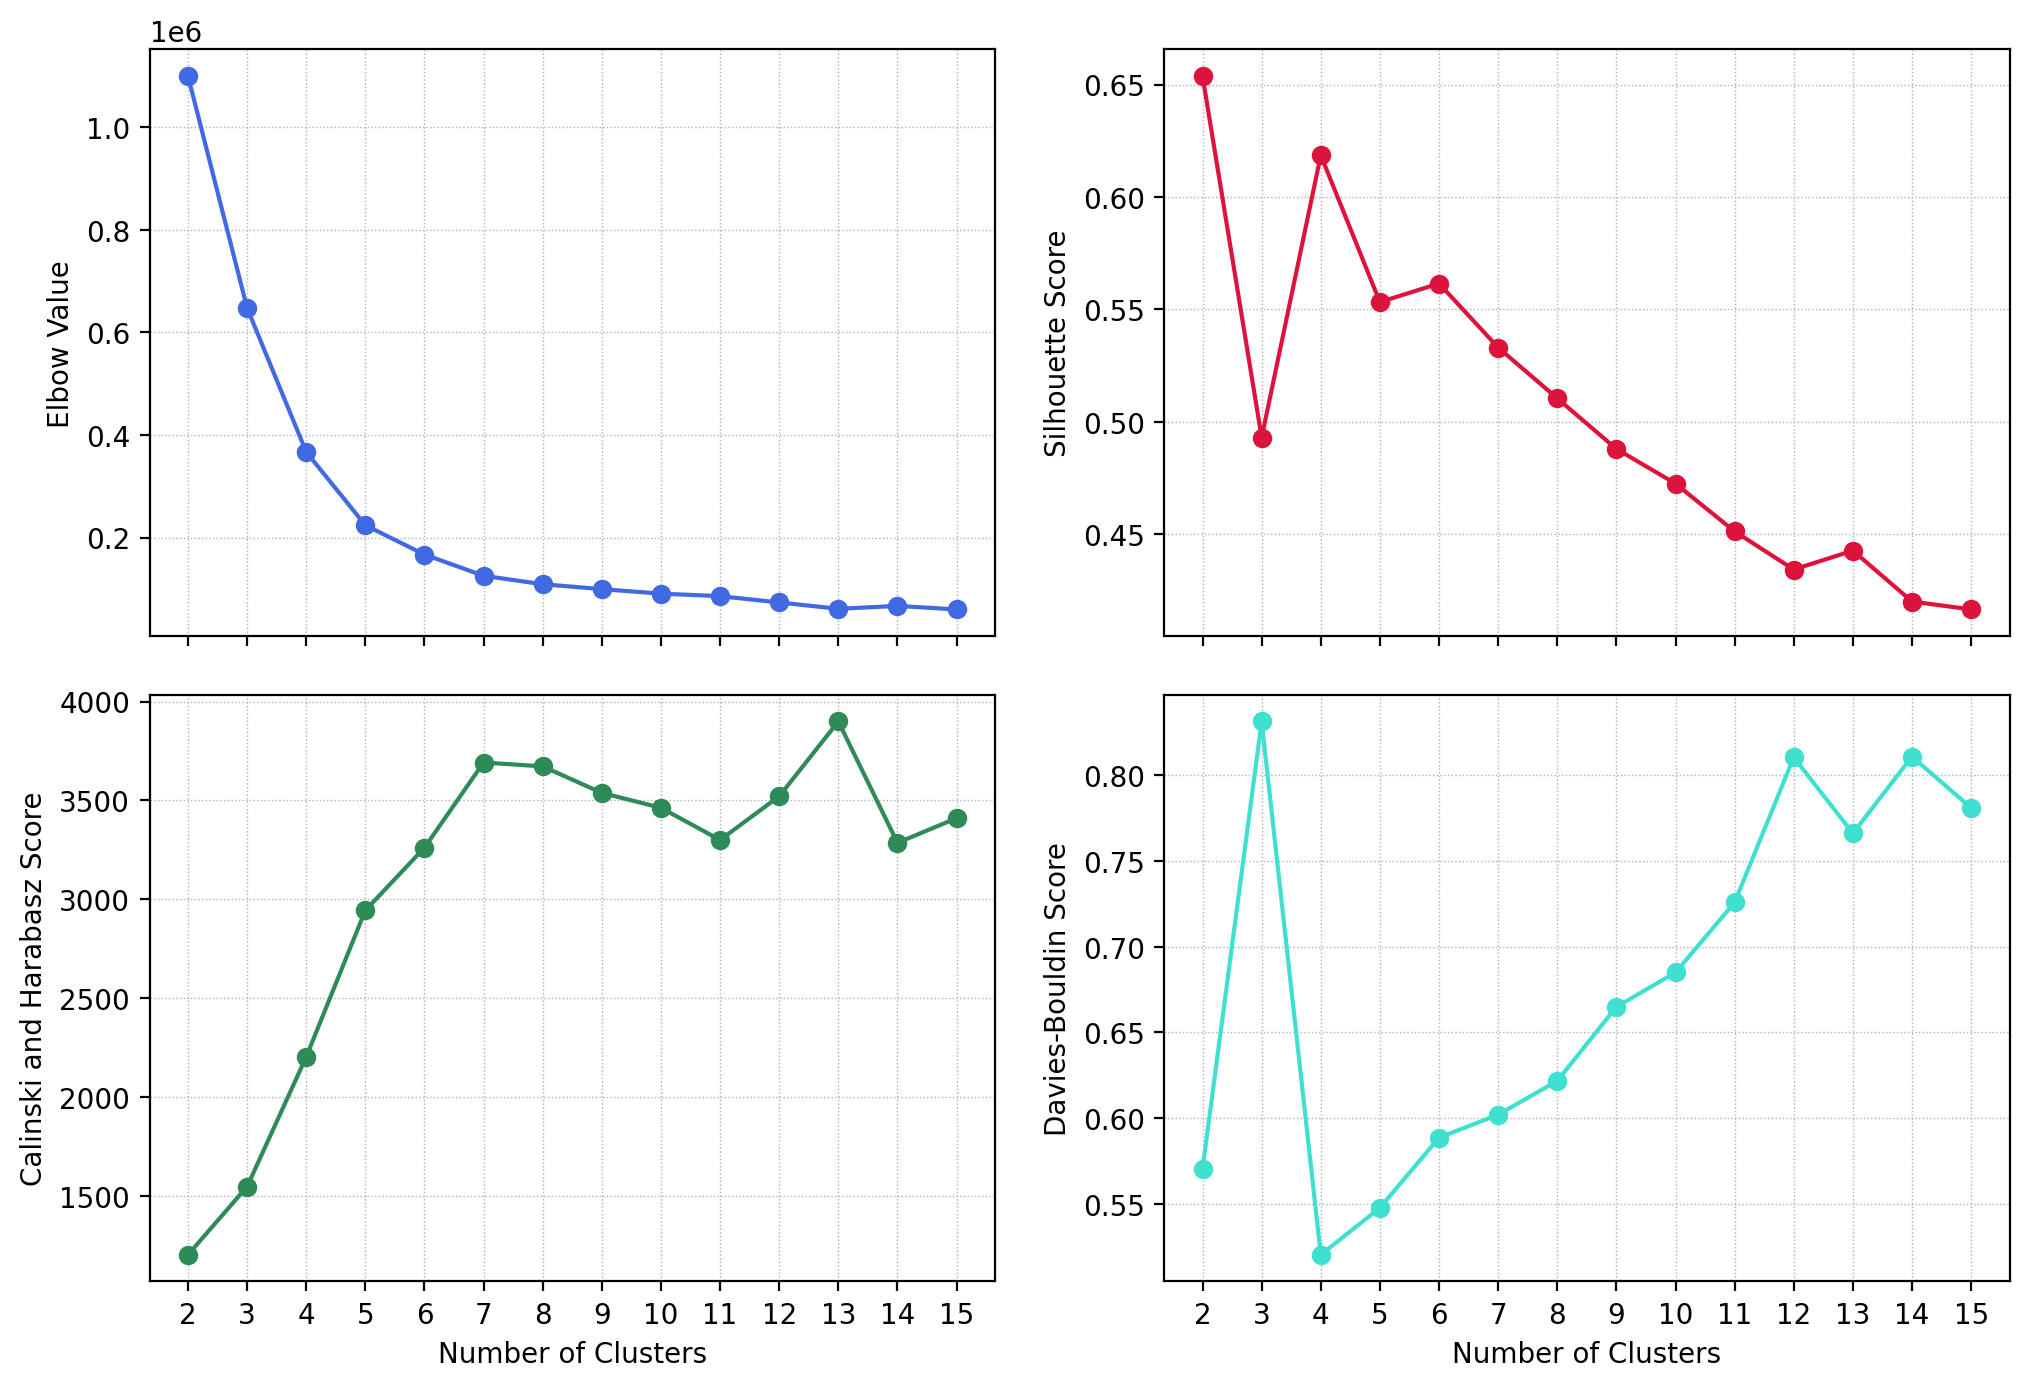 1e6
1.0
0.8
0.6
0.4
0.2
Elbow Value
0.65
0.60
0.55
0.50
0.45
Silhouette Score
4000
3500
3000
2500
2000
1500
Calinski and Harabasz Score
2 3 4 5 6 7 8 9 10 11 12 13 14 15
Number of Clusters
0.80
0.75
0.70
0.65
0.60
0.55
Davies-Bouldin Score
2 3 4 5 6 7 8 9 10 11 12 13 14 15
Number of Clusters